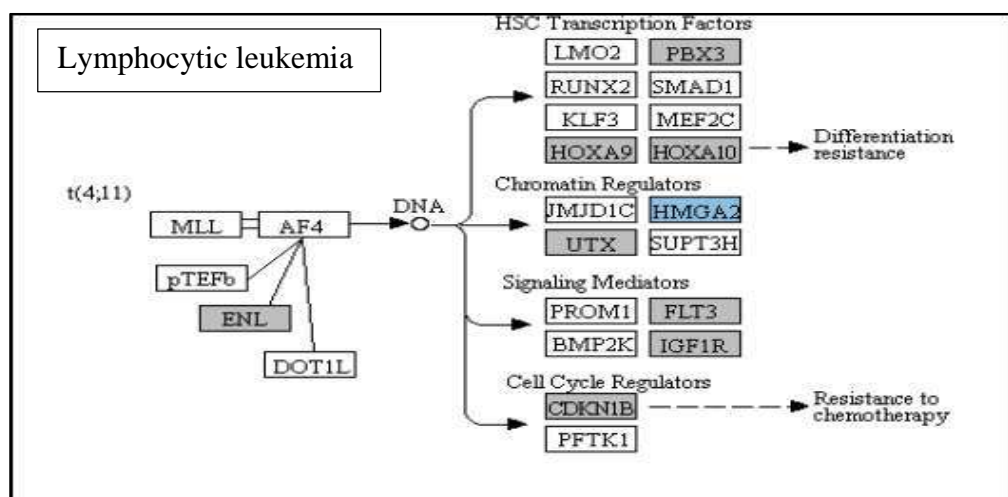 Lymphocytic leukemia
HSC Transcription Factors
LMO2 PBX3
RUNX2 SMAD1
KLF3 MEF2C
HOXA9 HOXA10
Differentiation
resistance
t(4;11)
MLL AF4 DNA
pTEFb
ENL
DOT1L
Chromatin Regulators
JMJD1C HMGA2
UTX SUPT3H
Signaling Mediators
PROM1 FLT3
BMP2K IGF1R
Cell Cycle Regulators
CDKN1B
PFTK1
Resistance to
chemotherapy